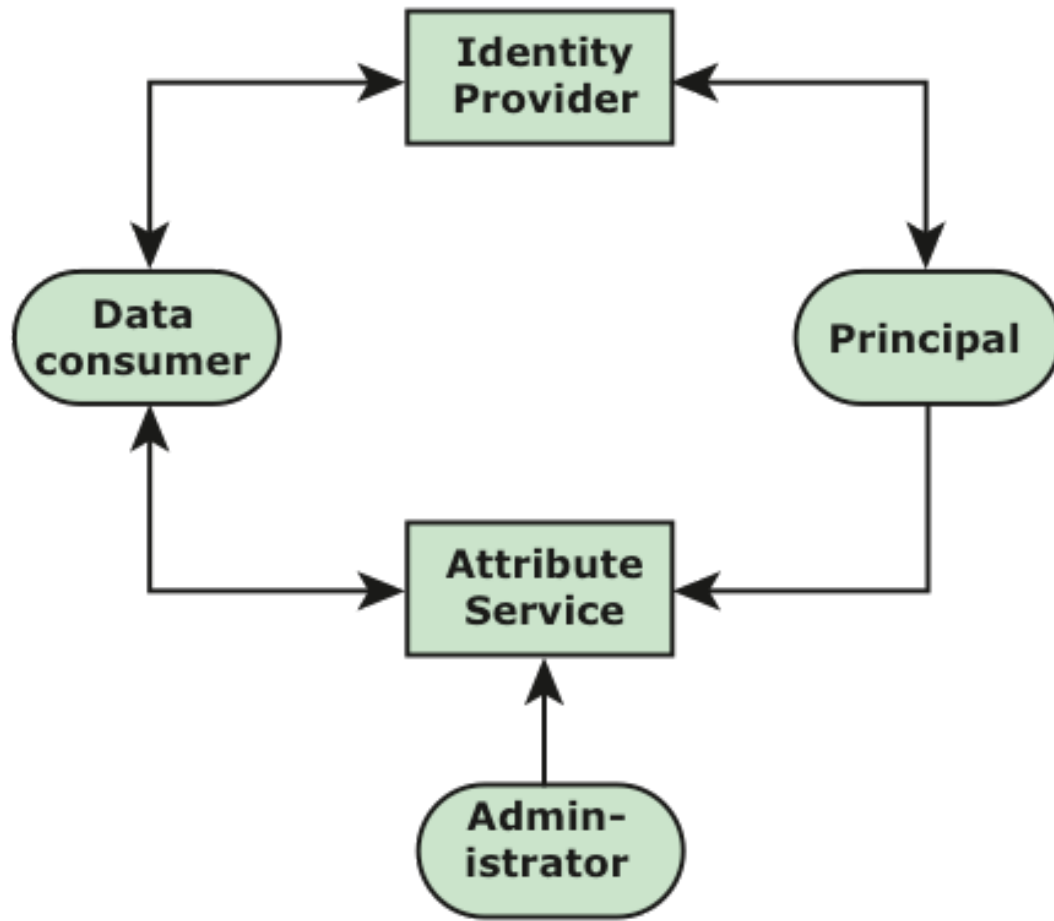 Identity
Provider
Data
consumer
Principal
Attribute
Service
Admin-
istrator